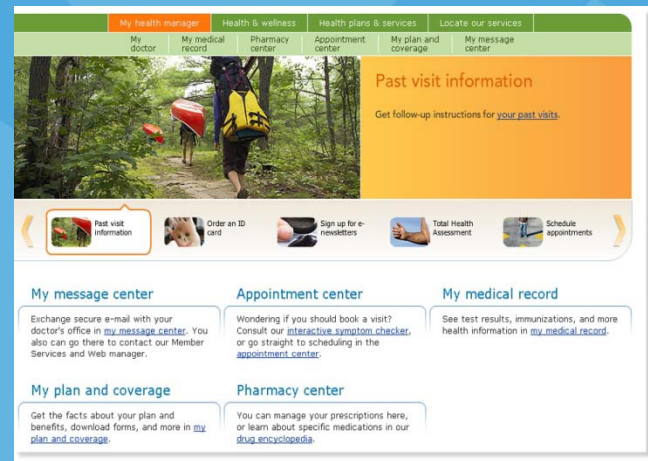 My health manager
Health & wellness
Health plans & services
Locate our services
My doctor
My medical record
Pharmacy center
Appointment center
My plan and coverage
My message center
Past visit information
Get follow-up instructions for your past visits.
Past visit
information
Order an ID
card
Sign up for e-
newsletters
Total Health
Assessment
Schedule
appointments
My message center
Exchange secure e-mail with your
doctor's office in my message center. You
also can go there to contact our Member
Services and Web manager.
Appointment center
Wondering if you should book a visit?
Consult our interactive symptom checker,
or go straight to scheduling in the
appointment center.
My medical record
See test results, immunizations, and more
health information in my medical record.
My plan and coverage
Get the facts about your plan and
benefits, download forms, and more in my
plan and coverage.
Pharmacy center
You can manage your prescriptions here,
or learn about specific medications in our
drug encyclopedia.